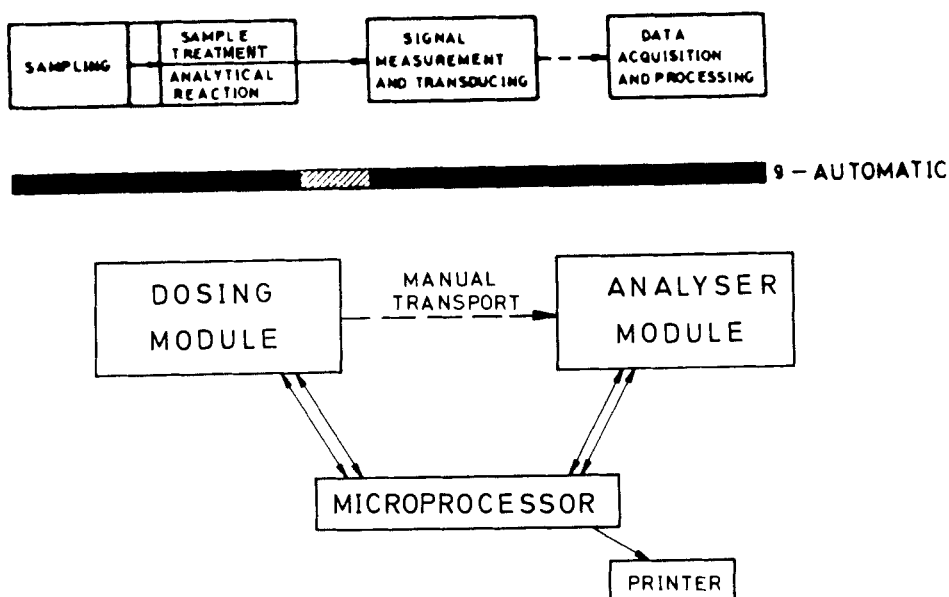 SAMPLING
SAMPLE
TREATMENT
ANALYTICAL
REACTION
SIGNAL
MEASUREMENT
AND TRANSDUCING
DATA
ACQUISITION
AND PROCESSING
9 - AUTOMATIC
DOSING
MODULE
MANUAL
TRANSPORT
ANALYSER
MODULE
MICROPROCESSOR
PRINTER